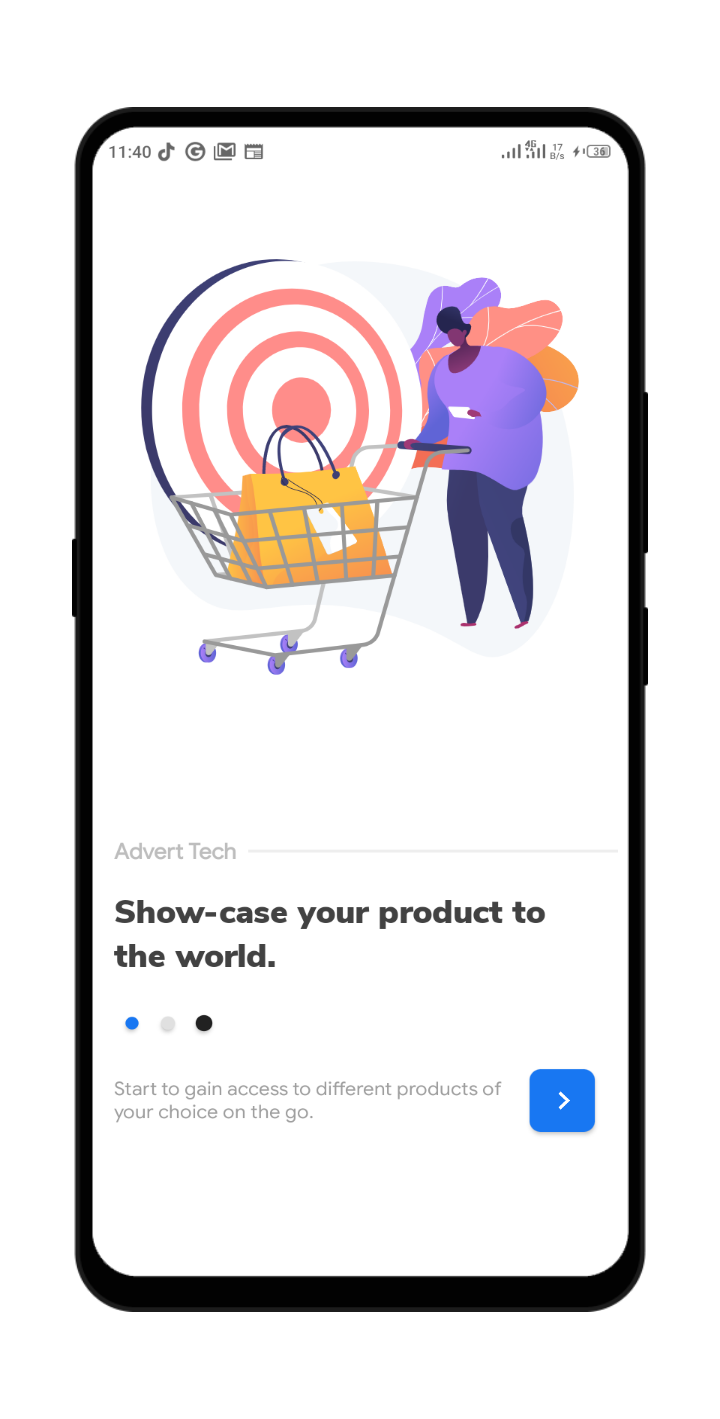 11:40
4G
17
B/s
36
Advert Tech
Show-case your product to
the world.
Start to gain access to different products of
your choice on the go.